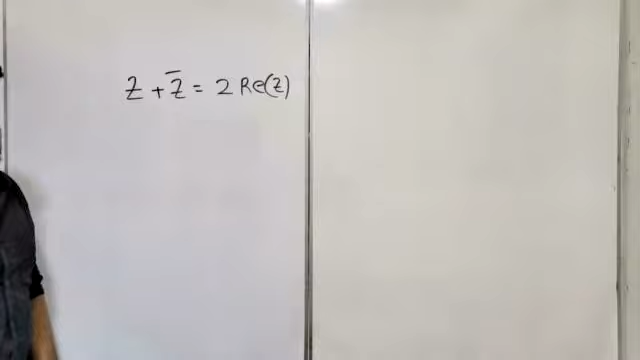 z + z̄ = 2 Re(z)